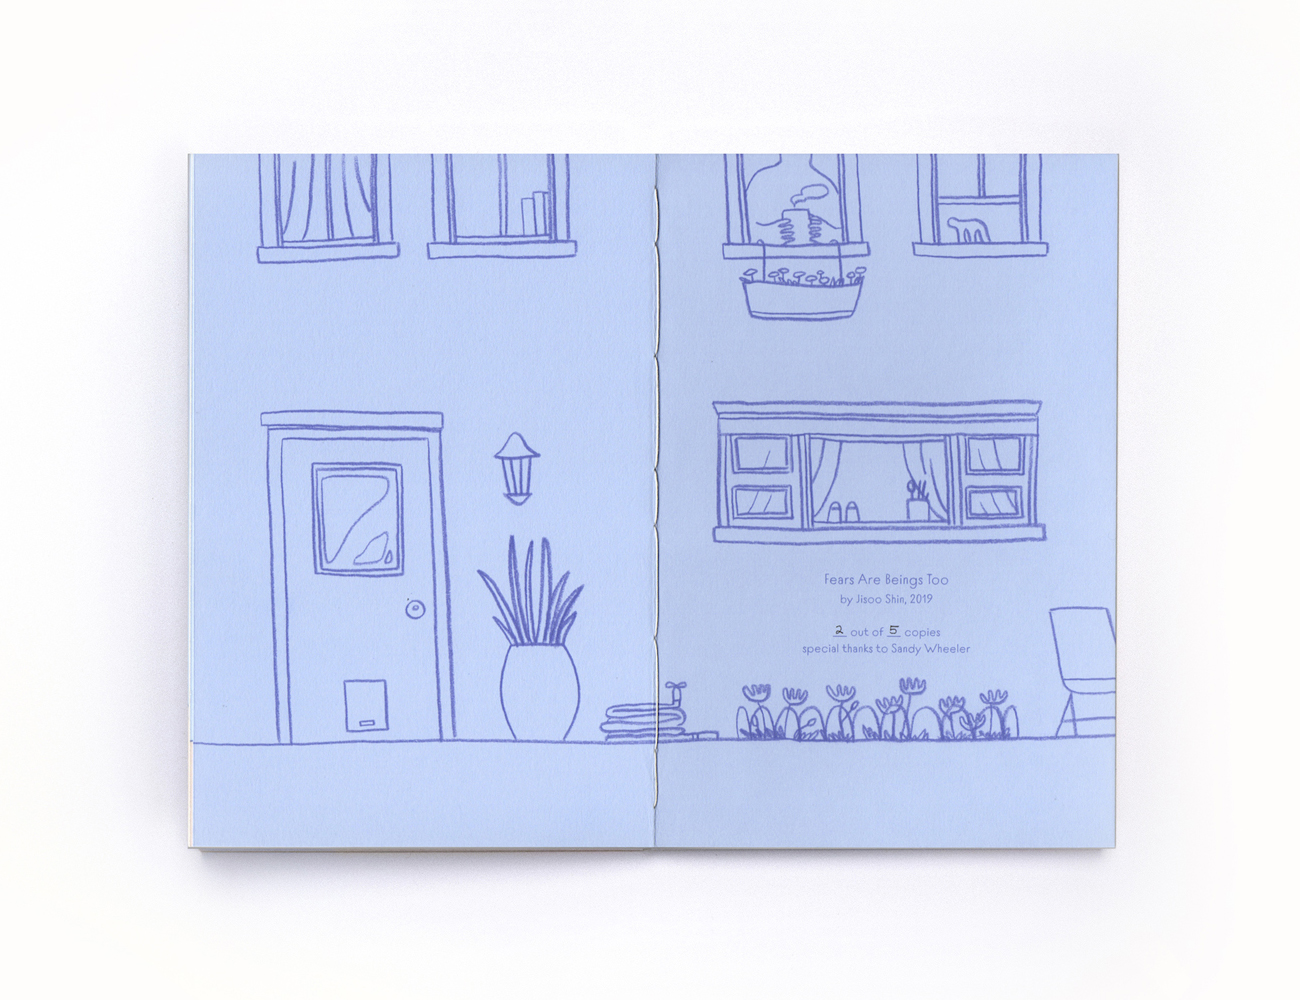 Fears Are Beings Too
by Jisoo Shin, 2019
2 out of 5 copies
special thanks to Sandy Wheeler